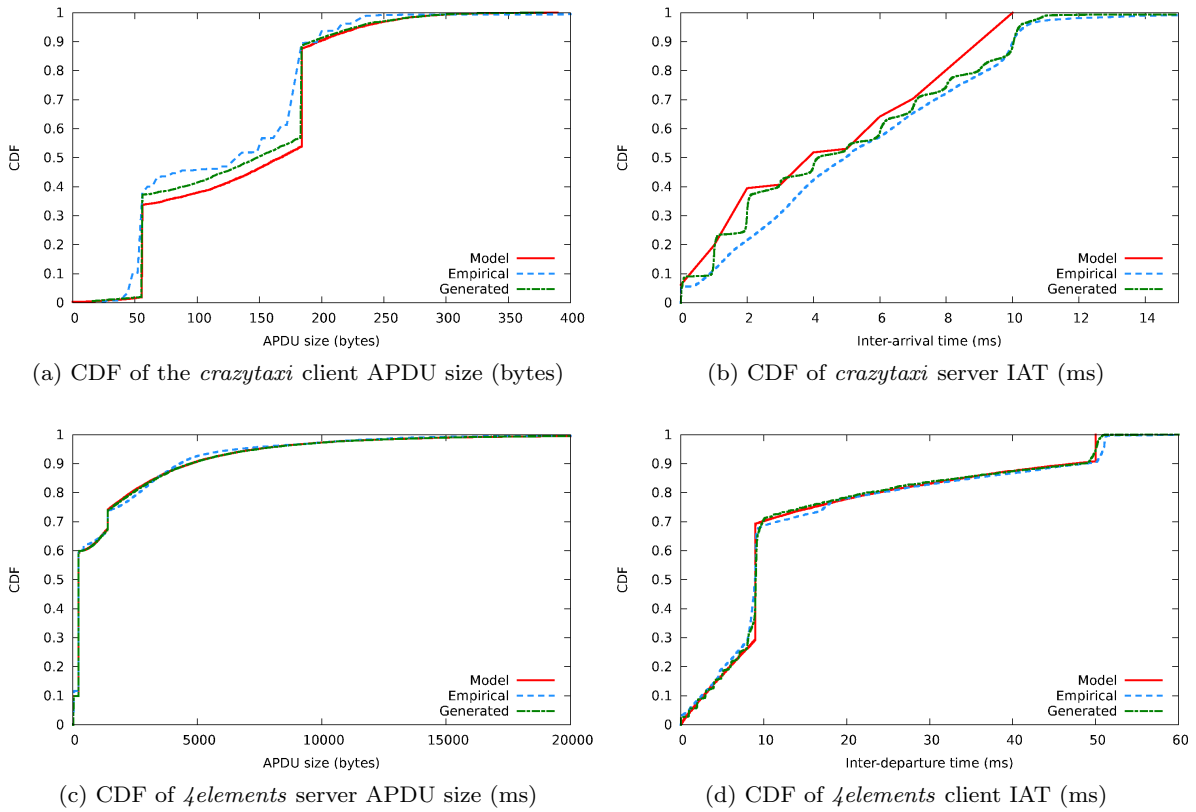 1
0.9
0.8
0.7
0.6
0.5
0.4
0.3
0.2
0.1
0
CDF
Model
Empirical
Generated
0 50 100 150 200 250 300 350 400
APDU size (bytes)
(a) CDF of the crazytaxi client APDU size (bytes)
1
0.9
0.8
0.7
0.6
0.5
0.4
0.3
0.2
0.1
0
CDF
Model
Empirical
Generated
0 2 4 6 8 10 12 14
Inter-arrival time (ms)
(b) CDF of crazytaxi server IAT (ms)
1
0.9
0.8
0.7
0.6
0.5
0.4
0.3
0.2
0.1
0
CDF
Model
Empirical
Generated
0 5000 10000 15000 20000
APDU size (bytes)
(c) CDF of 4elements server APDU size (ms)
1
0.9
0.8
0.7
0.6
0.5
0.4
0.3
0.2
0.1
0
CDF
Model
Empirical
Generated
0 10 20 30 40 50 60
Inter-departure time (ms)
(d) CDF of 4elements client IAT (ms)